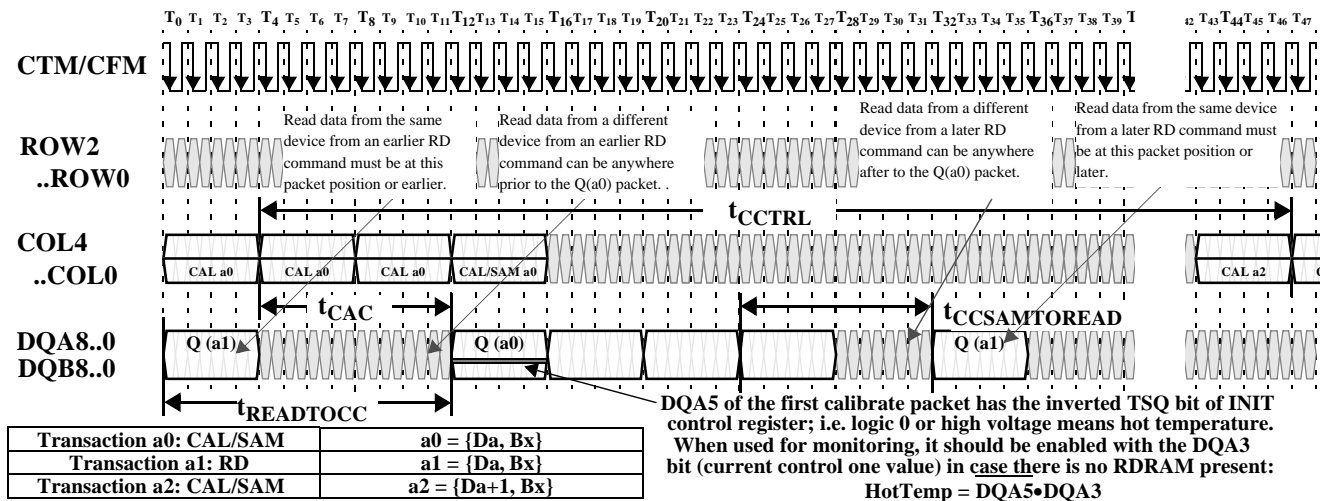 T0 T1 T2 T3 T4 T5 T6 T7 T8 T9 T10 T11 T12 T13 T14 T15 T16 T17 T18 T19 T20 T21 T22 T23 T24 T25 T26 T27 T28 T29 T30 T31 T32 T33 T34 T35 T36 T37 T38 T39 T 42 T43 T44 T45 T46 T47
CTM/CFM
Read data from the same
device from an earlier RD
command must be at this
packet position or earlier.
Read data from a different
device from an earlier RD
command can be anywhere
prior to the Q(a0) packet. .
Read data from a different
device from a later RD
command can be anywhere
after to the Q(a0) packet.
Read data from the same device
from a later RD command must
be at this packet position or
later.
ROW2
..ROW0
tCCTRL
COL4
..COL0
CAL a0 CAL a0 CAL a0 CAL/SAM a0 CAL a2
tCAC
tCCSAMTOREAD
DQA8..0
DQB8..0
Q (a1) Q (a0) Q (a1)
tREADTOCC
DQA5 of the first calibrate packet has the inverted TSQ bit of INIT
control register; i.e. logic 0 or high voltage means hot temperature.
When used for monitoring, it should be enabled with the DQA3
bit (current control one value) in case there is no RDRAM present:
HotTemp = DQA5•DQA3
Transaction a0: CAL/SAM a0 = {Da, Bx}
Transaction a1: RD a1 = {Da, Bx}
Transaction a2: CAL/SAM a2 = {Da+1, Bx}